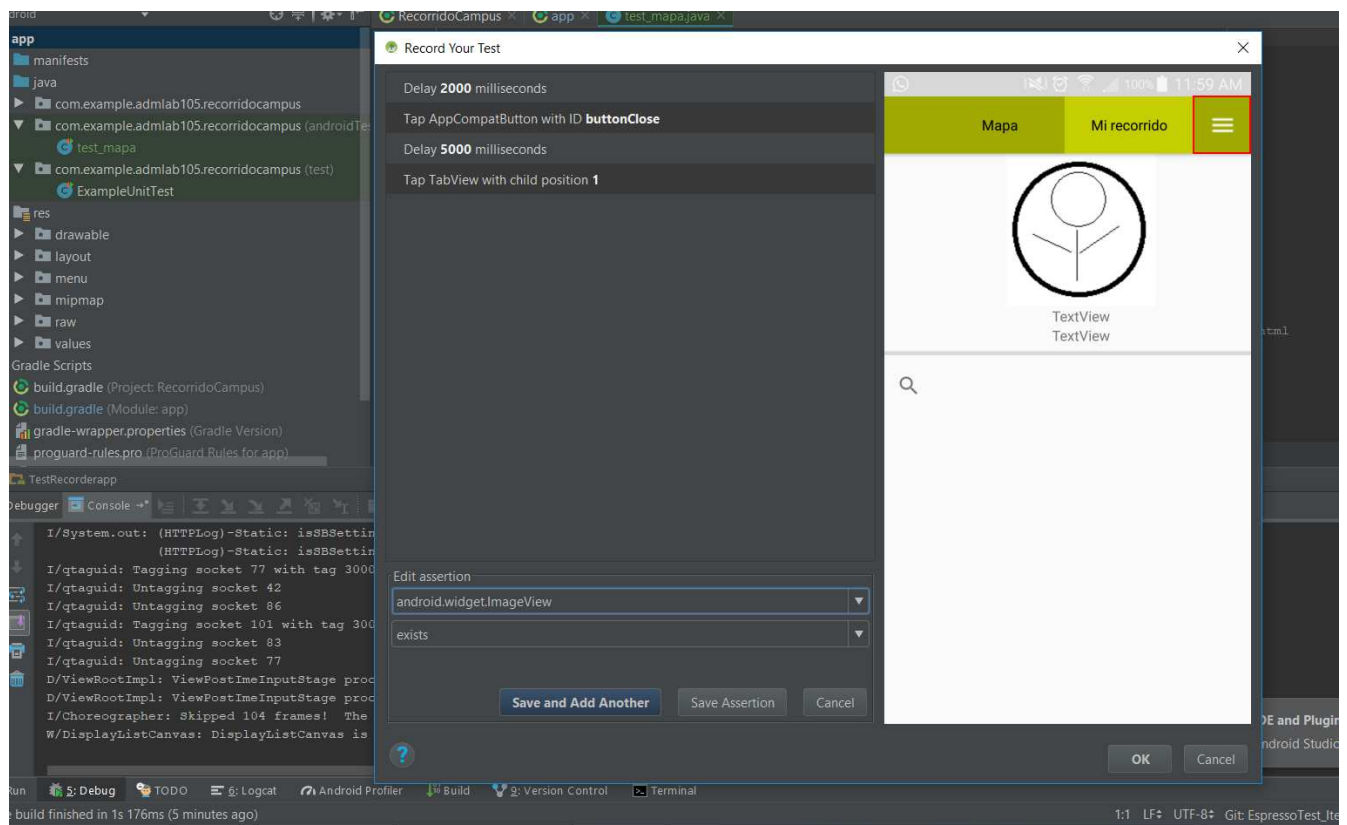 RecorridoCampus × app × test_mapa.java ×
app
manifests
java
com.example.admlab105.recorridocampus
com.example.admlab105.recorridocampus (androidTe
test_mapa
com.example.admlab105.recorridocampus (test)
ExampleUnitTest
res
drawable
layout
menu
mipmap
raw
values
Gradle Scripts
build.gradle (Project: RecorridoCampus)
build.gradle (Module: app)
gradle-wrapper.properties (Gradle Version)
proguard-rules.pro (ProGuard Rules for app)
TestRecorderapp
Debugger Console
I/System.out: (HTTPLog)-Static: isSBSettin
(HTTPLog)-Static: isSBSettin
I/qtaguid: Tagging socket 77 with tag 3000
I/qtaguid: Untagging socket 42
I/qtaguid: Untagging socket 86
I/qtaguid: Tagging socket 101 with tag 300
I/qtaguid: Untagging socket 83
I/qtaguid: Untagging socket 77
D/ViewRootImpl: ViewPostImeInputStage proc
D/ViewRootImpl: ViewPostImeInputStage proc
I/Choreographer: Skipped 104 frames! The
W/DisplayListCanvas: DisplayListCanvas is
Record Your Test
Delay 2000 milliseconds
Tap AppCompatButton with ID buttonClose
Delay 5000 milliseconds
Tap TabView with child position 1
Edit assertion
android.widget.ImageView
exists
Save and Add Another Save Assertion Cancel
100% 11:59 AM
Mapa Mi recorrido
TextView
TextView
OK Cancel
html
DE and Plugin
ndroid Studio
Run 5: Debug TODO 6: Logcat Android Profiler Build 9: Version Control Terminal
build finished in 1s 176ms (5 minutes ago)
1:1 LF UTF-8 Git: EspressoTest_Ite